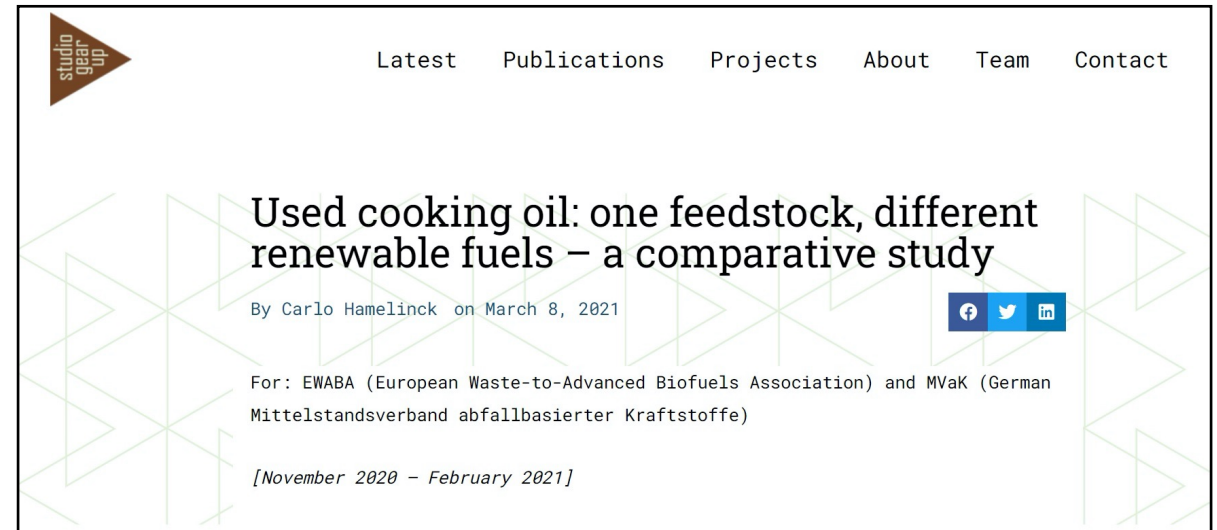 studio
gear
up
Latest Publications Projects About Team Contact
Used cooking oil: one feedstock, different
renewable fuels – a comparative study
By Carlo Hamelinck on March 8, 2021
For: EWABA (European Waste-to-Advanced Biofuels Association) and MVaK (German
Mittelstandsverband abfallbasierter Kraftstoffe)
[November 2020 – February 2021]